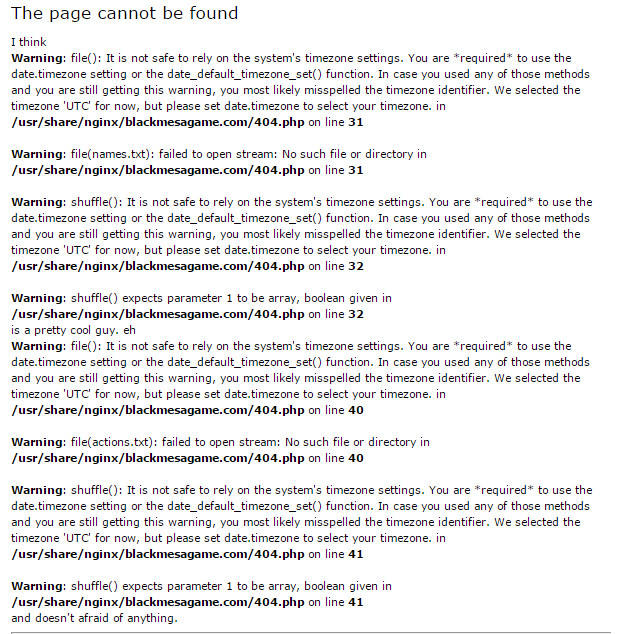 The page cannot be found
I think
Warning: file(): It is not safe to rely on the system's timezone settings. You are *required* to use the
date.timezone setting or the date_default_timezone_set() function. In case you used any of those methods
and you are still getting this warning, you most likely misspelled the timezone identifier. We selected the
timezone 'UTC' for now, but please set date.timezone to select your timezone. in
/usr/share/nginx/blackmesagame.com/404.php on line 31
Warning: file(names.txt): failed to open stream: No such file or directory in
/usr/share/nginx/blackmesagame.com/404.php on line 31
Warning: shuffle(): It is not safe to rely on the system's timezone settings. You are *required* to use the
date.timezone setting or the date_default_timezone_set() function. In case you used any of those methods
and you are still getting this warning, you most likely misspelled the timezone identifier. We selected the
timezone 'UTC' for now, but please set date.timezone to select your timezone. in
/usr/share/nginx/blackmesagame.com/404.php on line 32
Warning: shuffle() expects parameter 1 to be array, boolean given in
/usr/share/nginx/blackmesagame.com/404.php on line 32
is a pretty cool guy. eh
Warning: file(): It is not safe to rely on the system's timezone settings. You are *required* to use the
date.timezone setting or the date_default_timezone_set() function. In case you used any of those methods
and you are still getting this warning, you most likely misspelled the timezone identifier. We selected the
timezone 'UTC' for now, but please set date.timezone to select your timezone. in
/usr/share/nginx/blackmesagame.com/404.php on line 40
Warning: file(actions.txt): failed to open stream: No such file or directory in
/usr/share/nginx/blackmesagame.com/404.php on line 40
Warning: shuffle(): It is not safe to rely on the system's timezone settings. You are *required* to use the
date.timezone setting or the date_default_timezone_set() function. In case you used any of those methods
and you are still getting this warning, you most likely misspelled the timezone identifier. We selected the
timezone 'UTC' for now, but please set date.timezone to select your timezone. in
/usr/share/nginx/blackmesagame.com/404.php on line 41
Warning: shuffle() expects parameter 1 to be array, boolean given in
/usr/share/nginx/blackmesagame.com/404.php on line 41
and doesn't afraid of anything.